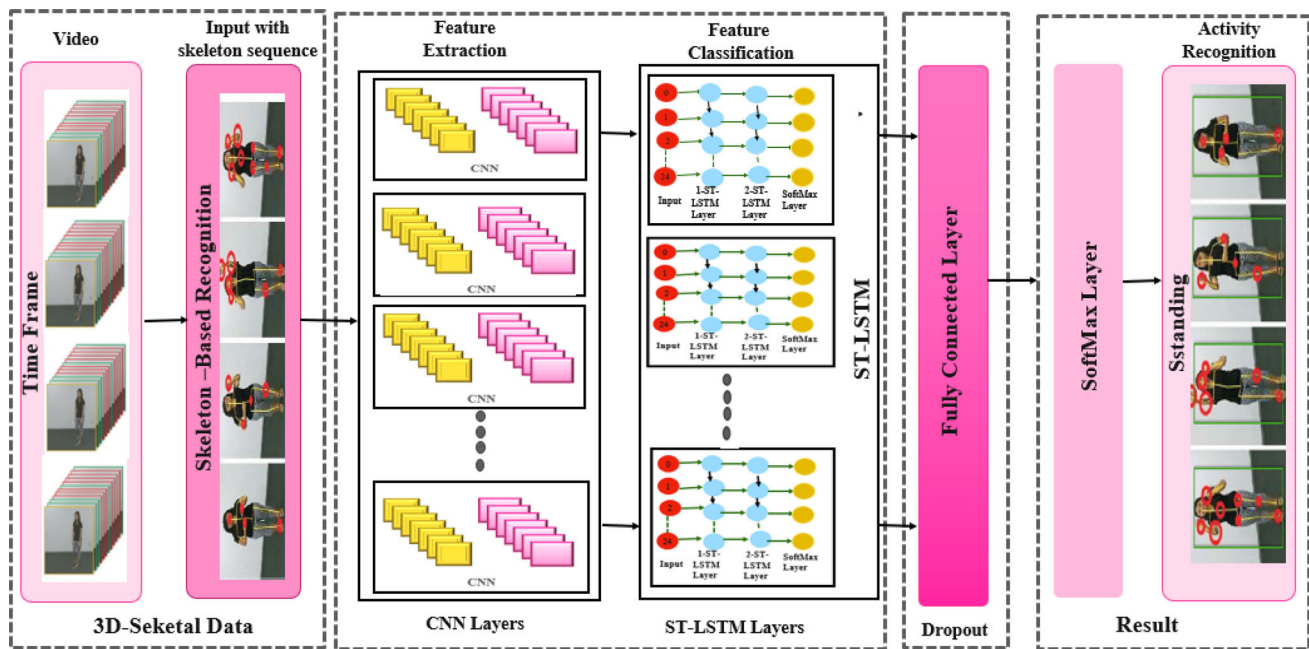 Video
Time Frame
Input with
skeleton sequence
Skeleton –Based Recognition
3D-Seketal Data
Feature
Extraction
CNN
CNN
CNN
CNN
CNN Layers
Feature
Classification
0
1
2
24
Input
1-ST-
LSTM
Layer
2-ST-
LSTM
Layer
SoftMax
Layer
0
1
2
24
Input
1-ST-
LSTM
Layer
2-ST-
LSTM
Layer
SoftMax
Layer
0
1
2
24
Input
1-ST-
LSTM
Layer
2-ST-
LSTM
Layer
SoftMax
Layer
ST-LSTM
ST-LSTM Layers
Fully Connected Layer
Dropout
SoftMax Layer
Activity
Recognition
Sstanding
Result